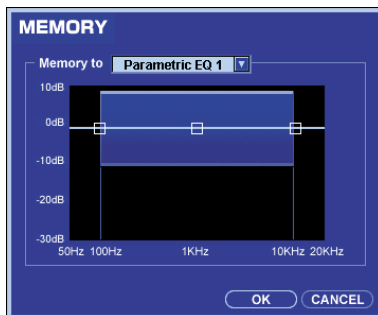 MEMORY
Memory to Parametric EQ 1
10dB
0dB
-10dB
-20dB
-30dB
50Hz 100Hz 1KHz 10KHz 20KHz
OK CANCEL